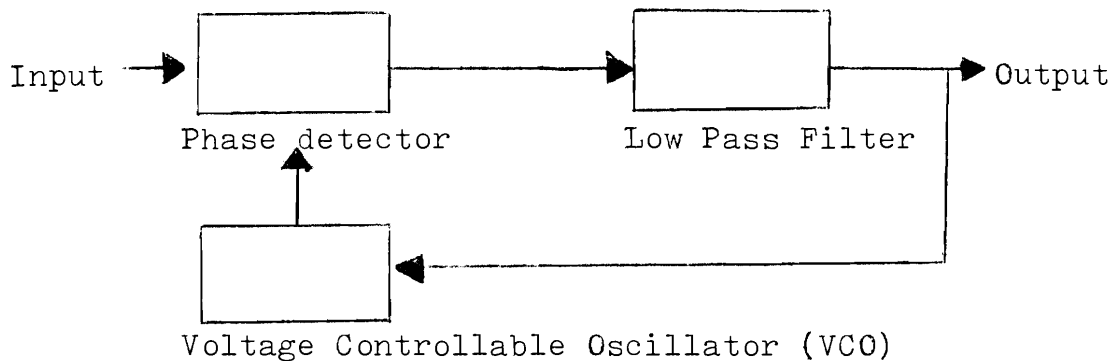 Input
Output
Phase detector
Low Pass Filter
Voltage Controllable Oscillator (VCO)